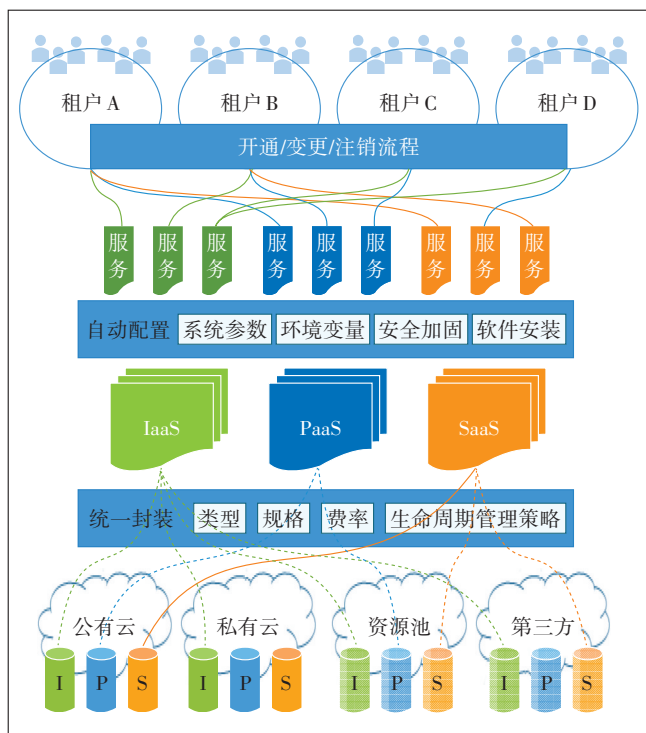 租户A 租户B 租户C 租户D
开通/变更/注销流程
服务 服务 服务 服务 服务 服务 服务 服务 服务
自动配置 系统参数 环境变量 安全加固 软件安装
IaaS PaaS SaaS
统一封装 类型 规格 费率 生命周期管理策略
公有云 私有云 资源池 第三方
I P S I P S I P S I P S